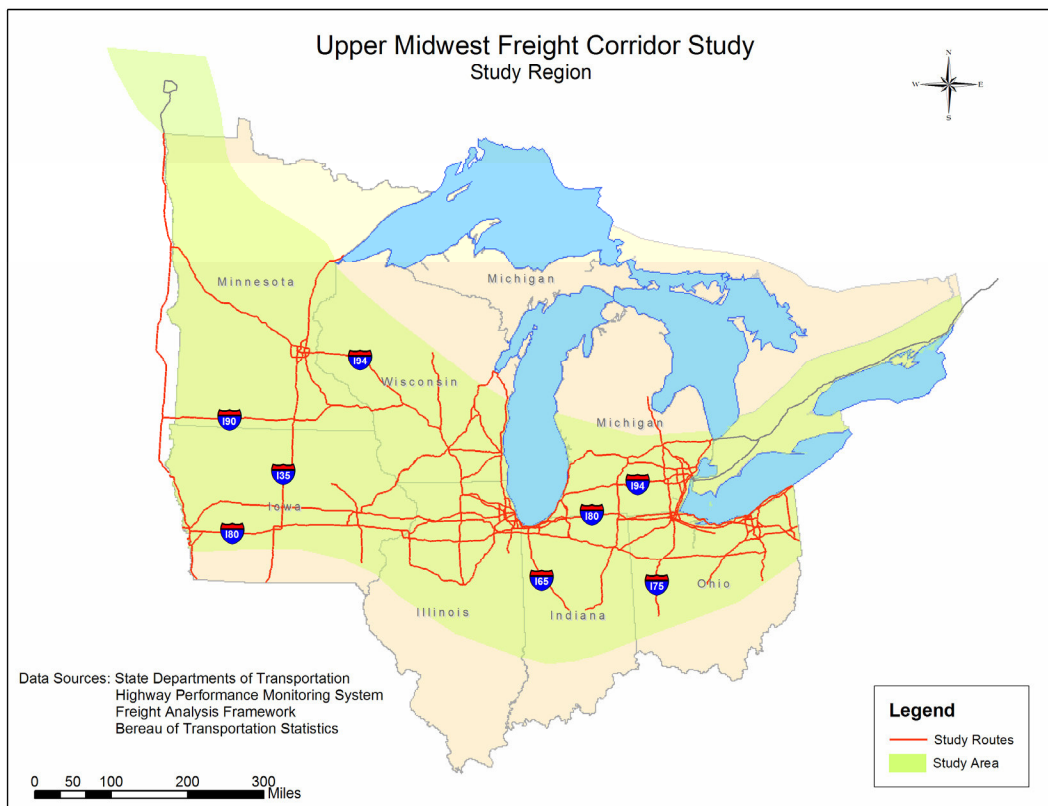 Upper Midwest Freight Corridor Study
Study Region
N
W
E
S
Minnesota
Michigan
I94
Wisconsin
I90
Michigan
I35
I94
Iowa
I80
I80
I65
I75
Ohio
Illinois
Indiana
Data Sources: State Departments of Transportation
Highway Performance Monitoring System
Freight Analysis Framework
Bereau of Transportation Statistics
Legend
Study Routes
Study Area
0 50 100 200 300
Miles